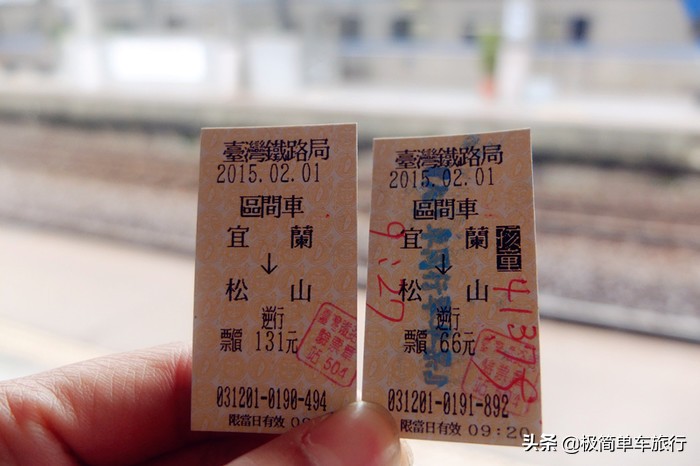 臺灣鐵路局
2015.02.01
區間車
宜 蘭
↓
松 山
逆行
票價 131元
504
031201-0190-494
限當日有效
臺灣鐵路局
2015.02.01
區間車
宜 蘭
孩童
↓
松 山
逆行
票價 66元
9:27
031201-0191-892
限當日有效 09:20
头条 @极简单车旅行